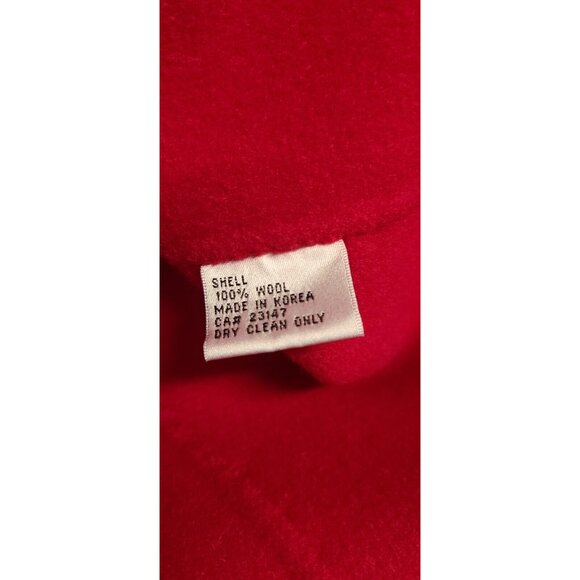 SHELL
100% WOOL
MADE IN KOREA
CA# 23147
DRY CLEAN ONLY